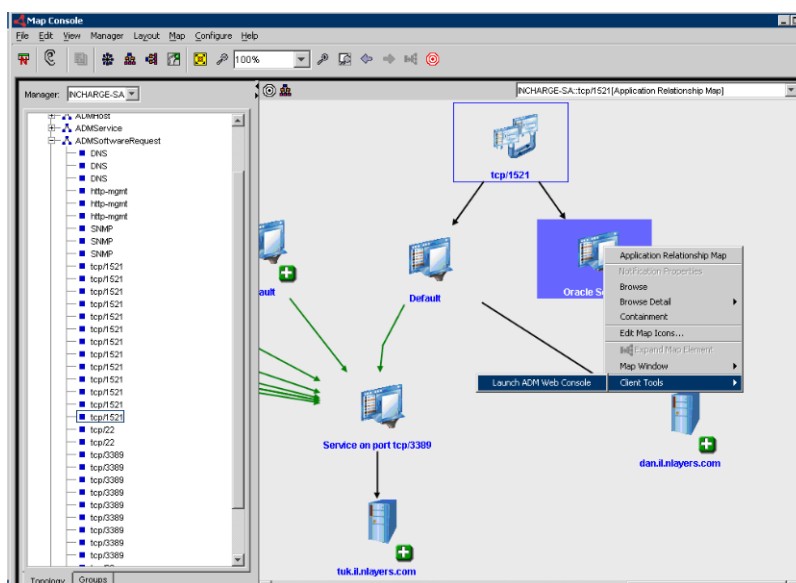 Map Console
File Edit View Manager Layout Map Configure Help
100%
Manager: INCHARGE-SA
INCHARGE-SA::tcp/1521[Application Relationship Map]
ADMHost
ADMService
ADMSoftwareRequest
DNS
DNS
DNS
http-mgmt
http-mgmt
http-mgmt
SNMP
SNMP
SNMP
tcp/1521
tcp/1521
tcp/1521
tcp/1521
tcp/1521
tcp/1521
tcp/1521
tcp/1521
tcp/1521
tcp/1521
tcp/1521
tcp/1521
tcp/1521
tcp/22
tcp/22
tcp/3389
tcp/3389
tcp/3389
tcp/3389
tcp/3389
tcp/3389
tcp/3389
tcp/3389
tcp/3389
Topology Groups
tcp/1521
ault
Default
Oracle Se
Application Relationship Map
Notification Properties
Browse
Browse Detail
Containment
Edit Map Icons...
Expand Map Element
Map Window
Client Tools
Launch ADM Web Console
Service on port tcp/3389
dan.il.nlayers.com
tuk.il.nlayers.com